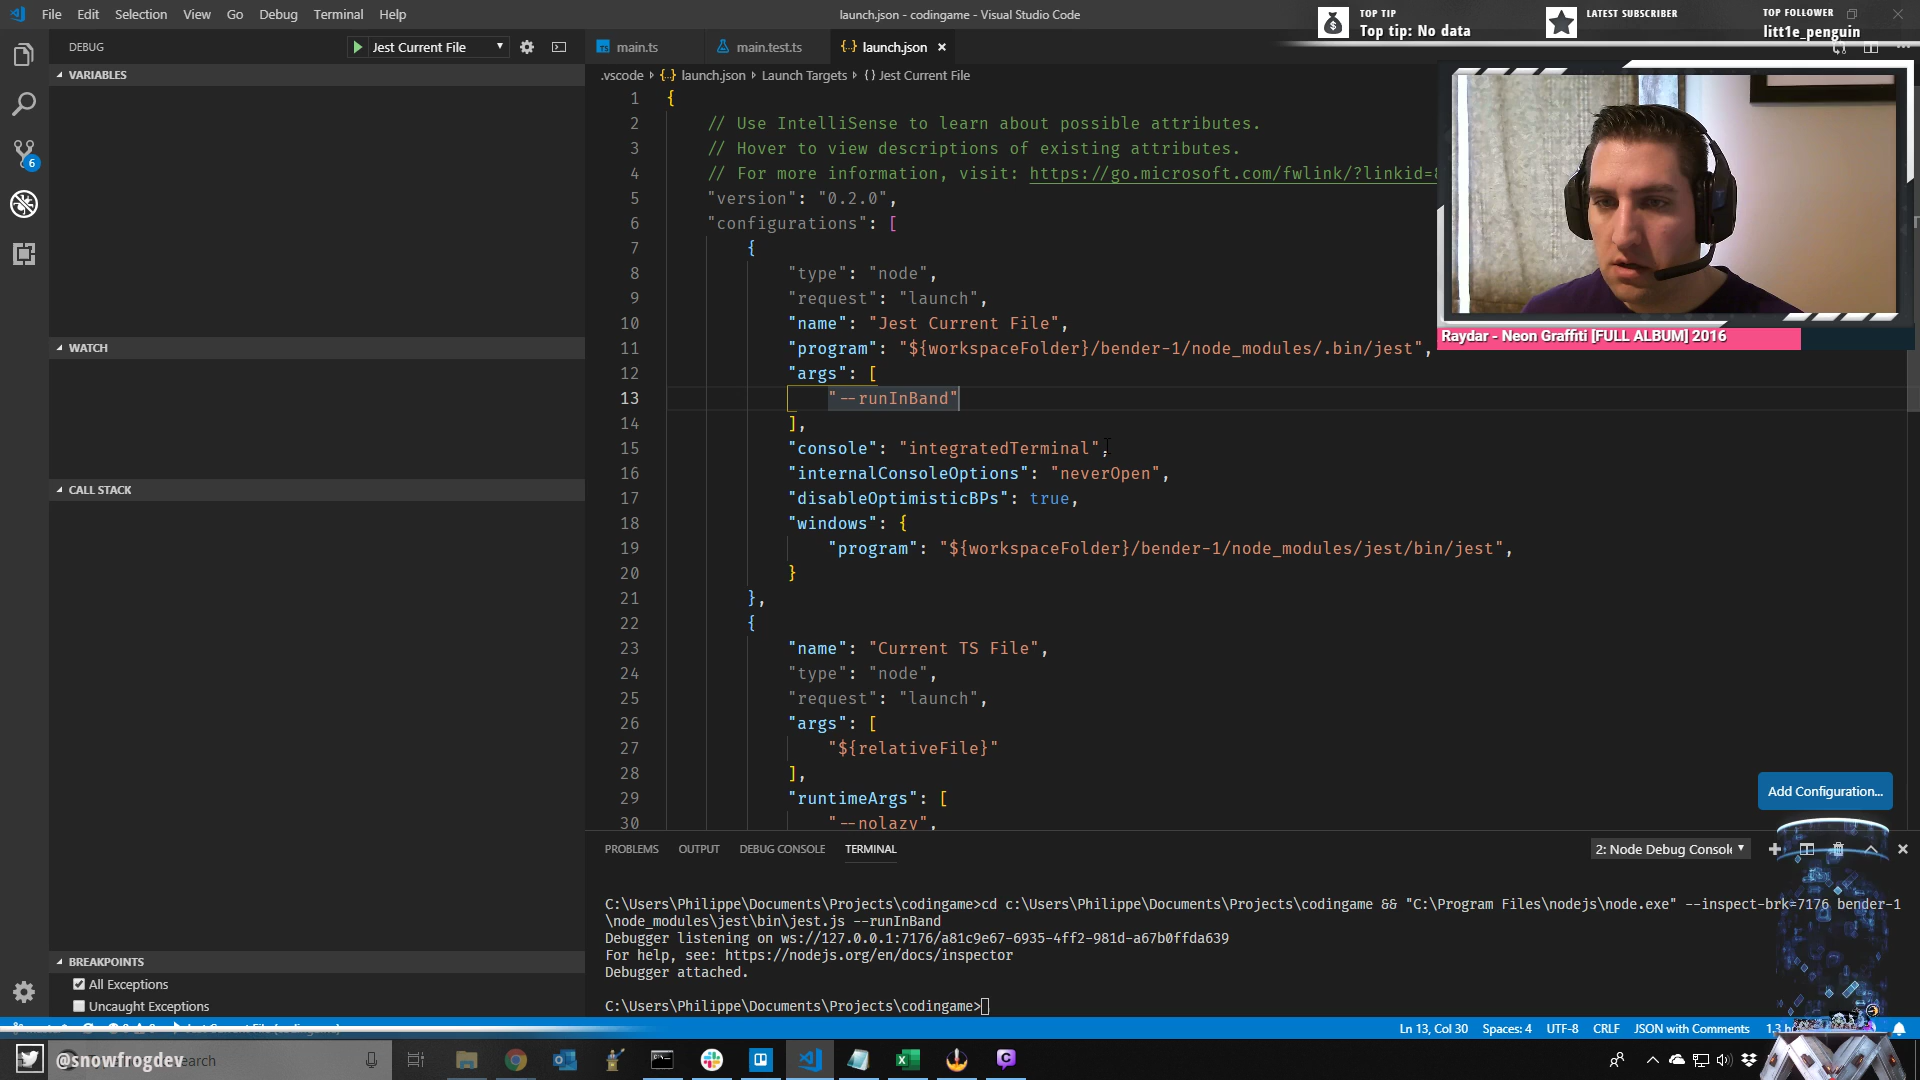 File Edit Selection View Go Debug Terminal Help
launch.json - codingame - Visual Studio Code
TOP TIP
Top tip: No data
LATEST SUBSCRIBER
TOP FOLLOWER
litt1e_penguin
DEBUG
Jest Current File
main.ts
main.test.ts
launch.json
.vscode launch.json Launch Targets {} Jest Current File
VARIABLES
WATCH
CALL STACK
BREAKPOINTS
All Exceptions
Uncaught Exceptions
6
1 {
2 // Use IntelliSense to learn about possible attributes.
3 // Hover to view descriptions of existing attributes.
4 // For more information, visit: https://go.microsoft.com/fwlink/?linkid=
5 "version": "0.2.0",
6 "configurations": [
7 {
8 "type": "node",
9 "request": "launch",
10 "name": "Jest Current File",
11 "program": "${workspaceFolder}/bender-1/node_modules/.bin/jest",
12 "args": [
13 "--runInBand"
14 ],
15 "console": "integratedTerminal",
16 "internalConsoleOptions": "neverOpen",
17 "disableOptimisticBPs": true,
18 "windows": {
19 "program": "${workspaceFolder}/bender-1/node_modules/jest/bin/jest",
20 }
21 },
22 {
23 "name": "Current TS File",
24 "type": "node",
25 "request": "launch",
26 "args": [
27 "${relativeFile}"
28 ],
29 "runtimeArgs": [
30 "--nolazy",
Raydar - Neon Graffiti [FULL ALBUM] 2016
Add Configuration...
PROBLEMS OUTPUT DEBUG CONSOLE TERMINAL
2: Node Debug Console
C:\Users\Philippe\Documents\Projects\codingame>cd c:\Users\Philippe\Documents\Projects\codingame && "C:\Program Files\nodejs\node.exe" --inspect-brk=7176 bender-1
\node_modules\jest\bin\jest.js --runInBand
Debugger listening on ws://127.0.0.1:7176/a81c9e67-6935-4ff2-981d-a67b0ffda639
For help, see: https://nodejs.org/en/docs/inspector
Debugger attached.
C:\Users\Philippe\Documents\Projects\codingame>
Ln 13, Col 30 Spaces: 4 UTF-8 CRLF JSON with Comments
@snowfrogdev
search